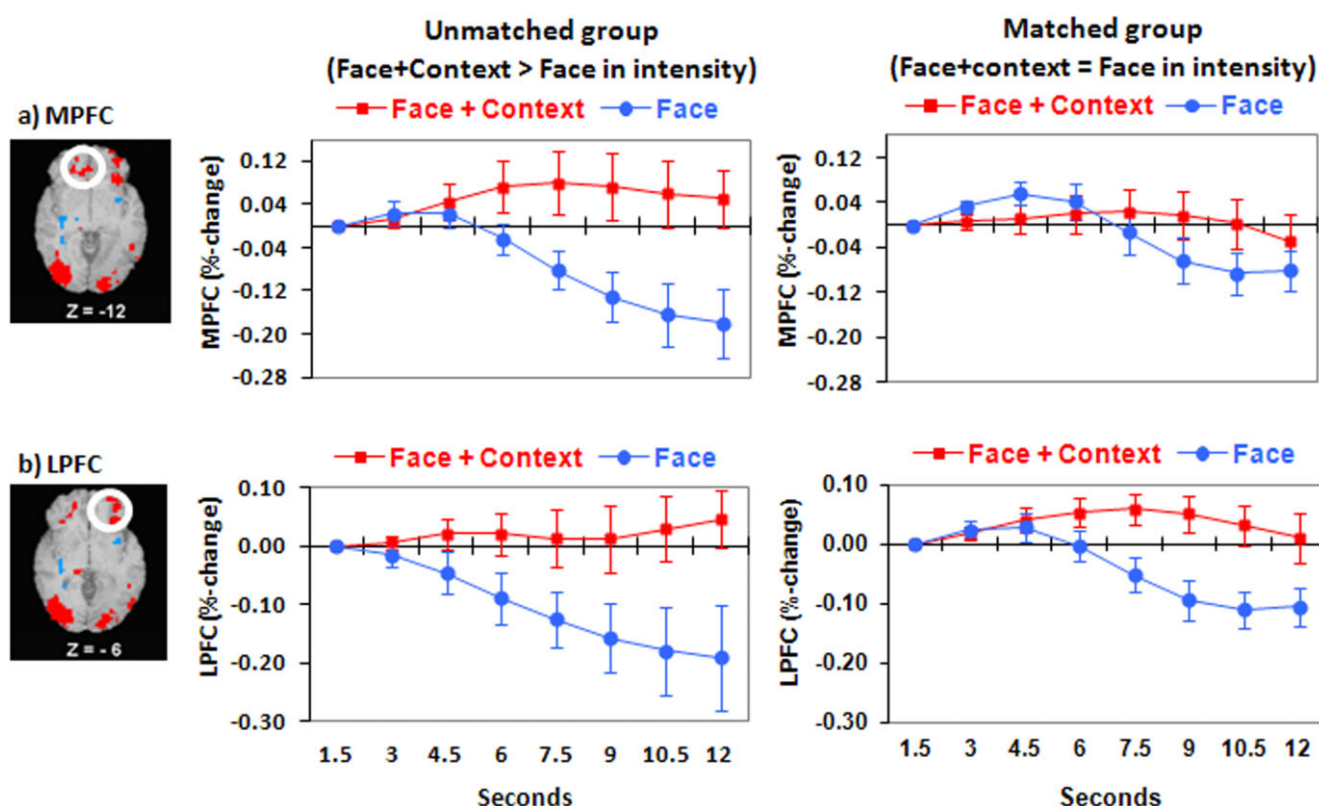 Unmatched group
(Face+Context > Face in intensity)
Matched group
(Face+context = Face in intensity)
a) MPFC
Face + Context
Face
Face + Context
Face
Z = -12
MPFC (%-change)
0.12
0.04
-0.04
-0.12
-0.20
-0.28
MPFC (%-change)
0.12
0.04
-0.04
-0.12
-0.20
-0.28
b) LPFC
Face + Context
Face
Face + Context
Face
Z = - 6
LPFC (%-change)
0.10
0.00
-0.10
-0.20
-0.30
LPFC (%-change)
0.10
0.00
-0.10
-0.20
-0.30
1.5 3 4.5 6 7.5 9 10.5 12
Seconds
1.5 3 4.5 6 7.5 9 10.5 12
Seconds